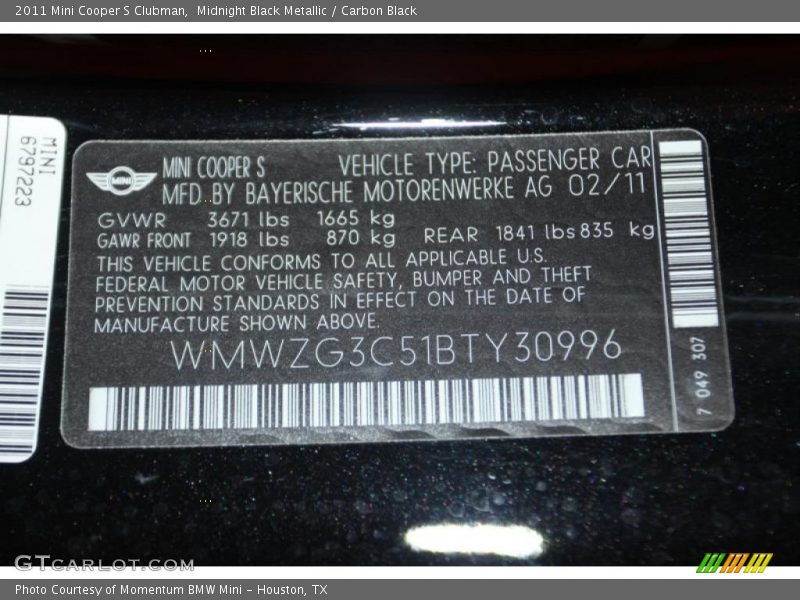 2011 Mini Cooper S Clubman,  Midnight Black Metallic / Carbon Black
MINI
6797223
MINI
MINI COOPER S VEHICLE TYPE: PASSENGER CAR
MFD. BY BAYERISCHE MOTORENWERKE AG 02/11
GVWR 3671 lbs 1665 kg
GAWR FRONT 1918 lbs 870 kg REAR 1841 lbs 835 kg
THIS VEHICLE CONFORMS TO ALL APPLICABLE U.S.
FEDERAL MOTOR VEHICLE SAFETY, BUMPER AND THEFT
PREVENTION STANDARDS IN EFFECT ON THE DATE OF
MANUFACTURE SHOWN ABOVE.
WMWZG3C51BTY30996
7 049 307
GTCARLOT.COM
Photo Courtesy of Momentum BMW Mini - Houston, TX